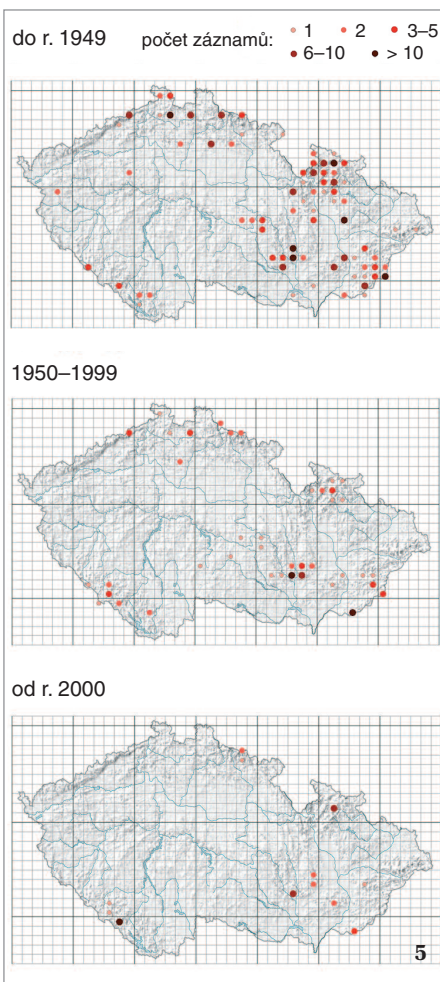 do r. 1949
počet záznamů: 1 2 3–5
6–10 > 10
1950–1999
od r. 2000
5